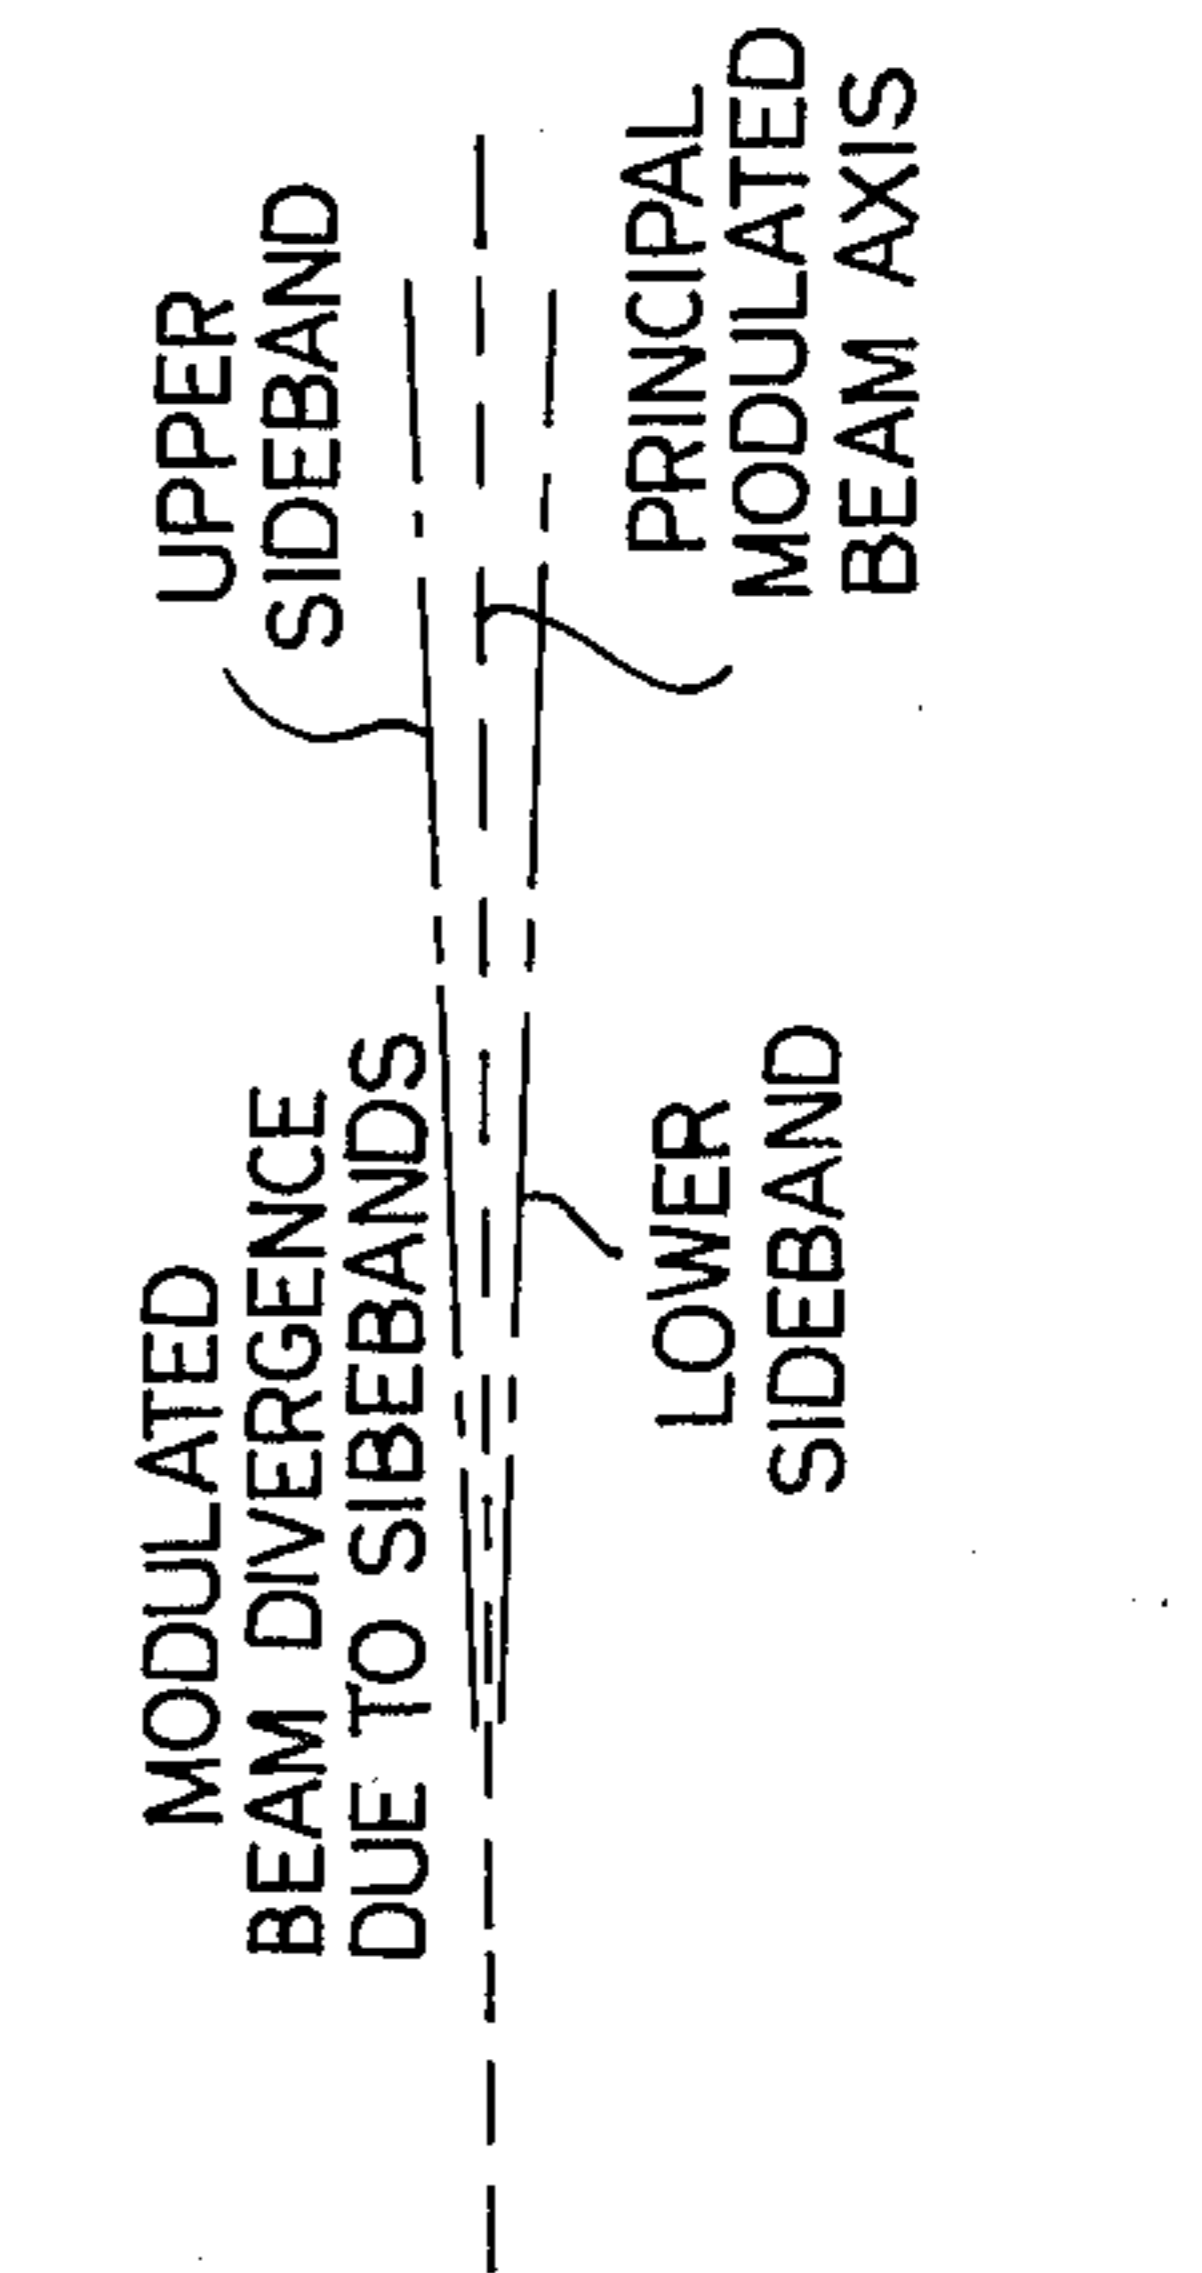 MODULATED
BEAM DIVERGENCE
DUE TO SIBEBANDS
UPPER
SIDEBAND
LOWER
SIDEBAND
PRINCIPAL
MODULATED
BEAM AXIS